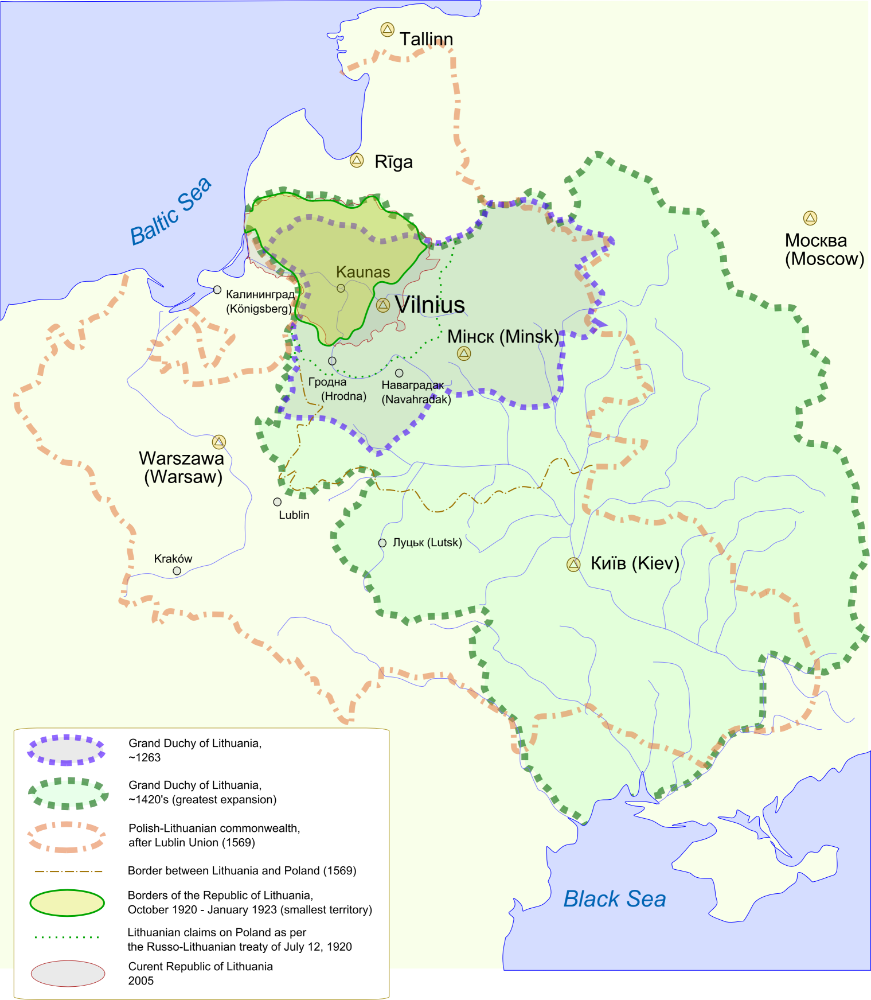 Tallinn
Rīga
Baltic Sea
Москва
(Moscow)
Kaunas
Калининград
(Königsberg)
Vilnius
Мінск (Minsk)
Гродна
(Hrodna)
Наваградак
(Navahradak)
Warszawa
(Warsaw)
Lublin
Луцьк (Lutsk)
Kraków
Київ (Kiev)
Black Sea
Grand Duchy of Lithuania,
~1263
Grand Duchy of Lithuania,
~1420's (greatest expansion)
Polish-Lithuanian commonwealth,
after Lublin Union (1569)
Border between Lithuania and Poland (1569)
Borders of the Republic of Lithuania,
October 1920 - January 1923 (smallest territory)
Lithuanian claims on Poland as per
the Russo-Lithuanian treaty of July 12, 1920
Curent Republic of Lithuania
2005